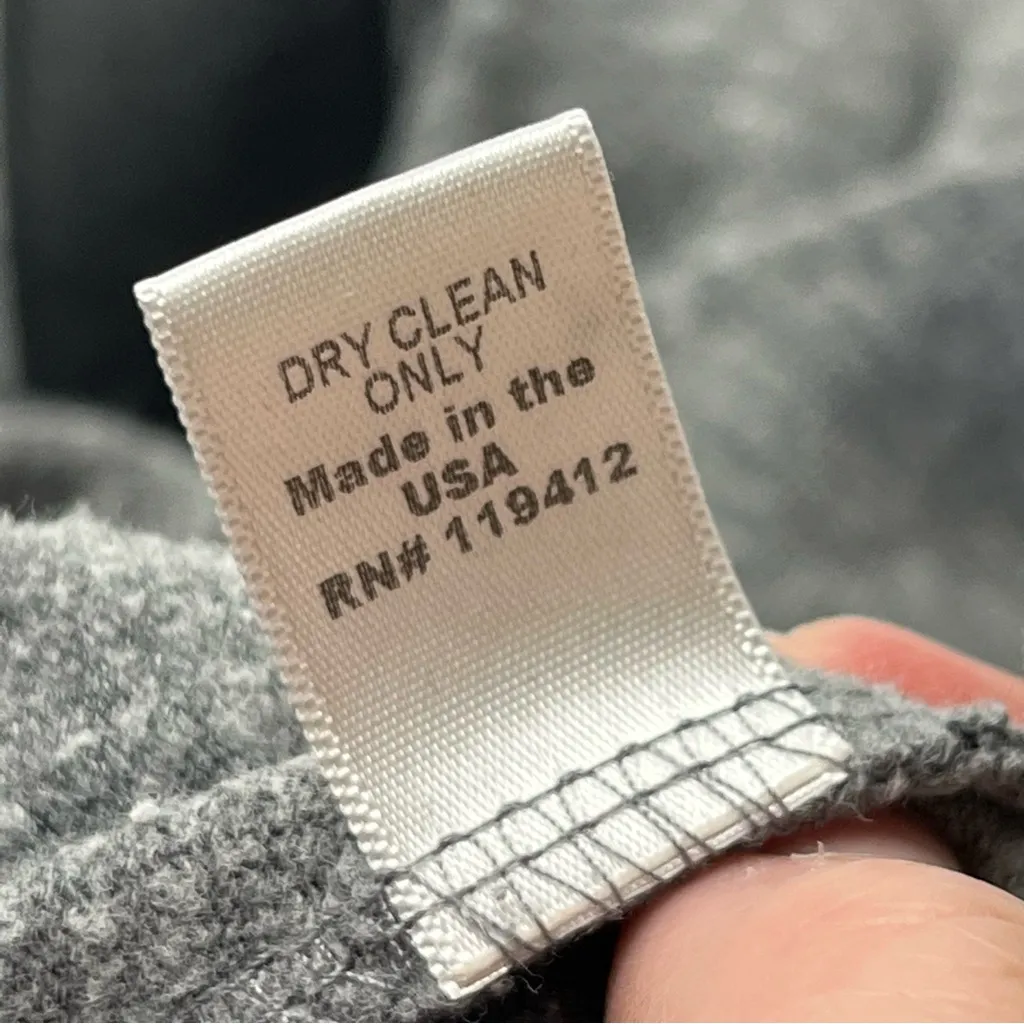 DRY CLEAN
ONLY
Made in the
USA
RN# 119412